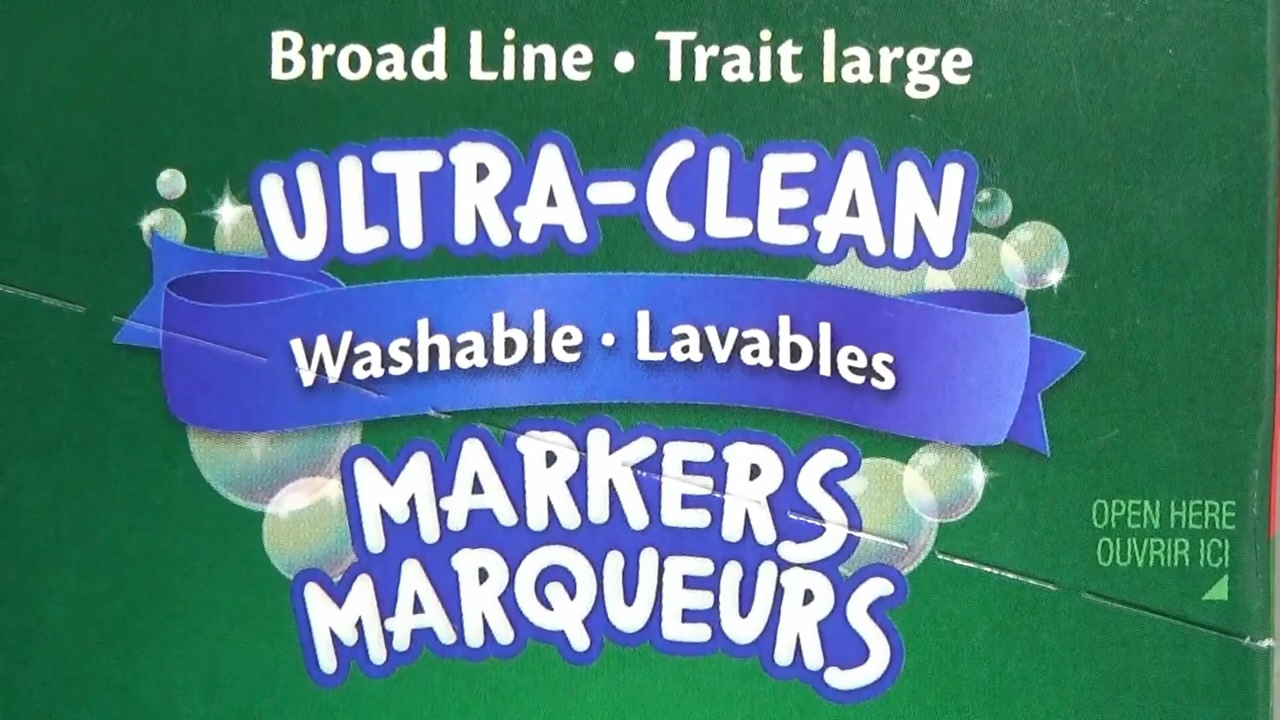 Broad Line • Trait large
ULTRA-CLEAN
Washable · Lavables
MARKERS
MARQUEURS
OPEN HERE
OUVRIR ICI